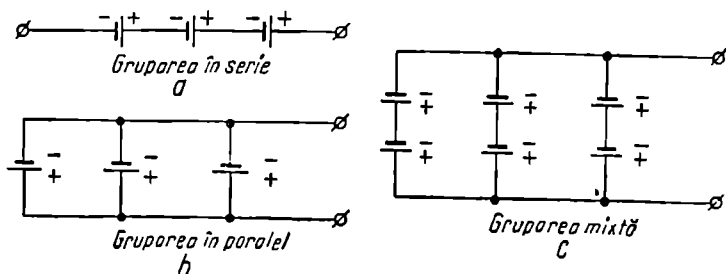 - + - + - +
Gruparea în serie
a
- - -
+ + +
Gruparea în paralel
b
- - -
+ + +
- - -
+ + +
Gruparea mixtă
c